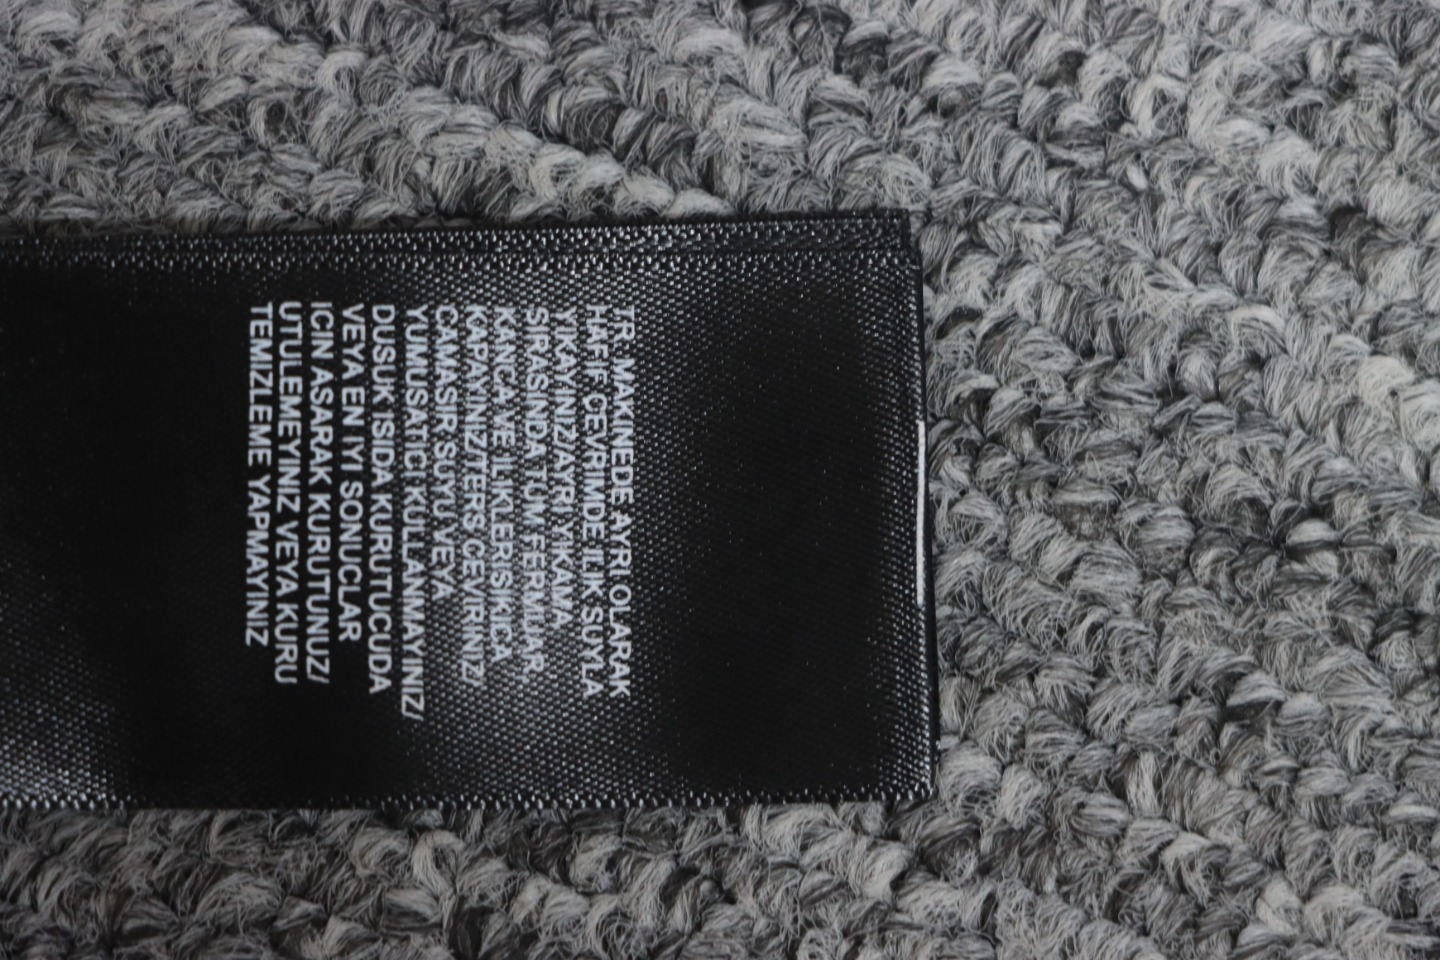 TR. MAKINEDE AYRI OLARAK
HAFIF CEVRIMDE ILIK SUYLA
YIKAYINIZ/AYRI YIKAMA
SIRASINDA TUM FERMUAR,
KANCA VE ILIKLERI SIKICA
KAPAYINIZ/TERS CEVIRINIZ/
CAMASIR SUYU VEYA
YUMUSATICI KULLANMAYINIZ/
DUSUK ISIDA KURUTUCUDA
VEYA EN IYI SONUCLAR
ICIN ASARAK KURUTUNUZ/
UTULEMEYINIZ VEYA KURU
TEMIZLEME YAPMAYINIZ